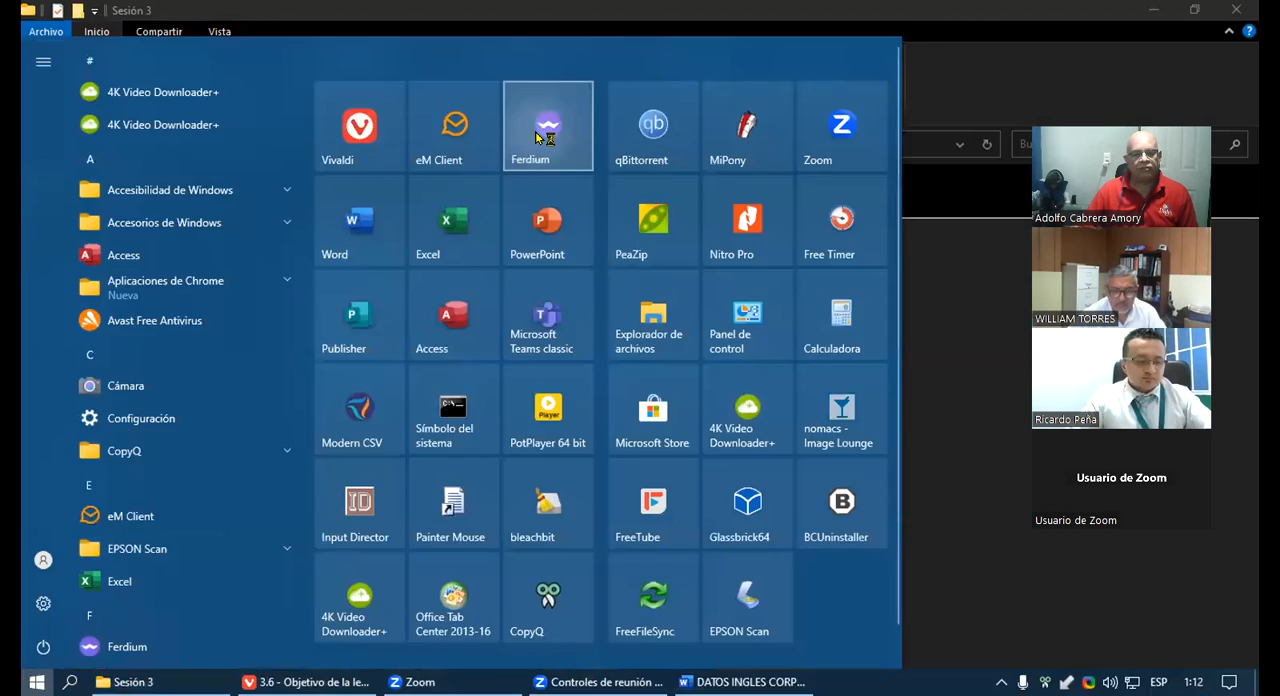 Sesión 3
Archivo
Inicio
Compartir
Vista
#
4K Video Downloader+
4K Video Downloader+
A
Accesibilidad de Windows
Accesorios de Windows
Access
Aplicaciones de Chrome
Nueva
Avast Free Antivirus
C
Cámara
Configuración
CopyQ
E
eM Client
EPSON Scan
Excel
F
Ferdium
Vivaldi
eM Client
Ferdium
qBittorrent
MiPony
Zoom
Word
Excel
PowerPoint
PeaZip
Nitro Pro
Free Timer
Publisher
Access
Microsoft
Teams classic
Explorador de
archivos
Panel de
control
Calculadora
Modern CSV
Símbolo del
sistema
PotPlayer 64 bit
Microsoft Store
4K Video
Downloader+
nomacs -
Image Lounge
Input Director
Painter Mouse
bleachbit
FreeTube
Glassbrick64
BCUninstaller
4K Video
Downloader+
Office Tab
Center 2013-16
CopyQ
FreeFileSync
EPSON Scan
Bu
Adolfo Cabrera Amory
WILLIAM TORRES
Ricardo Peña
Usuario de Zoom
Usuario de Zoom
Sesión 3
3.6 - Objetivo de la le...
Zoom
Controles de reunión ...
DATOS INGLES CORP...
ESP
1:12